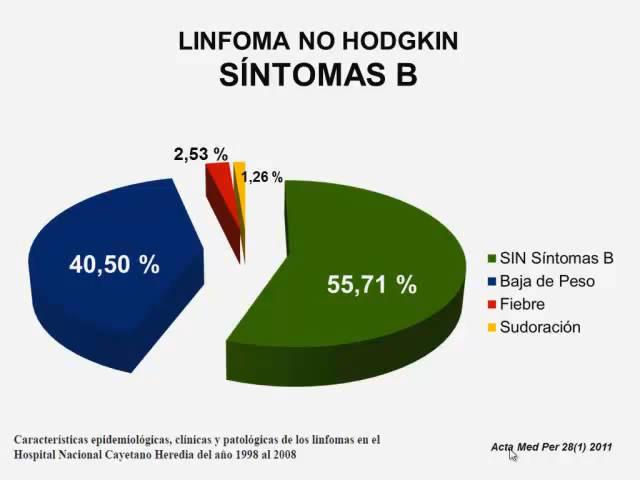 LINFOMA NO HODGKIN
SÍNTOMAS B
2,53 %
1,26 %
40,50 %
55,71 %
SIN Síntomas B
Baja de Peso
Fiebre
Sudoración
Características epidemiológicas, clínicas y patológicas de los linfomas en el
Hospital Nacional Cayetano Heredia del año 1998 al 2008
Acta Med Per 28(1) 2011